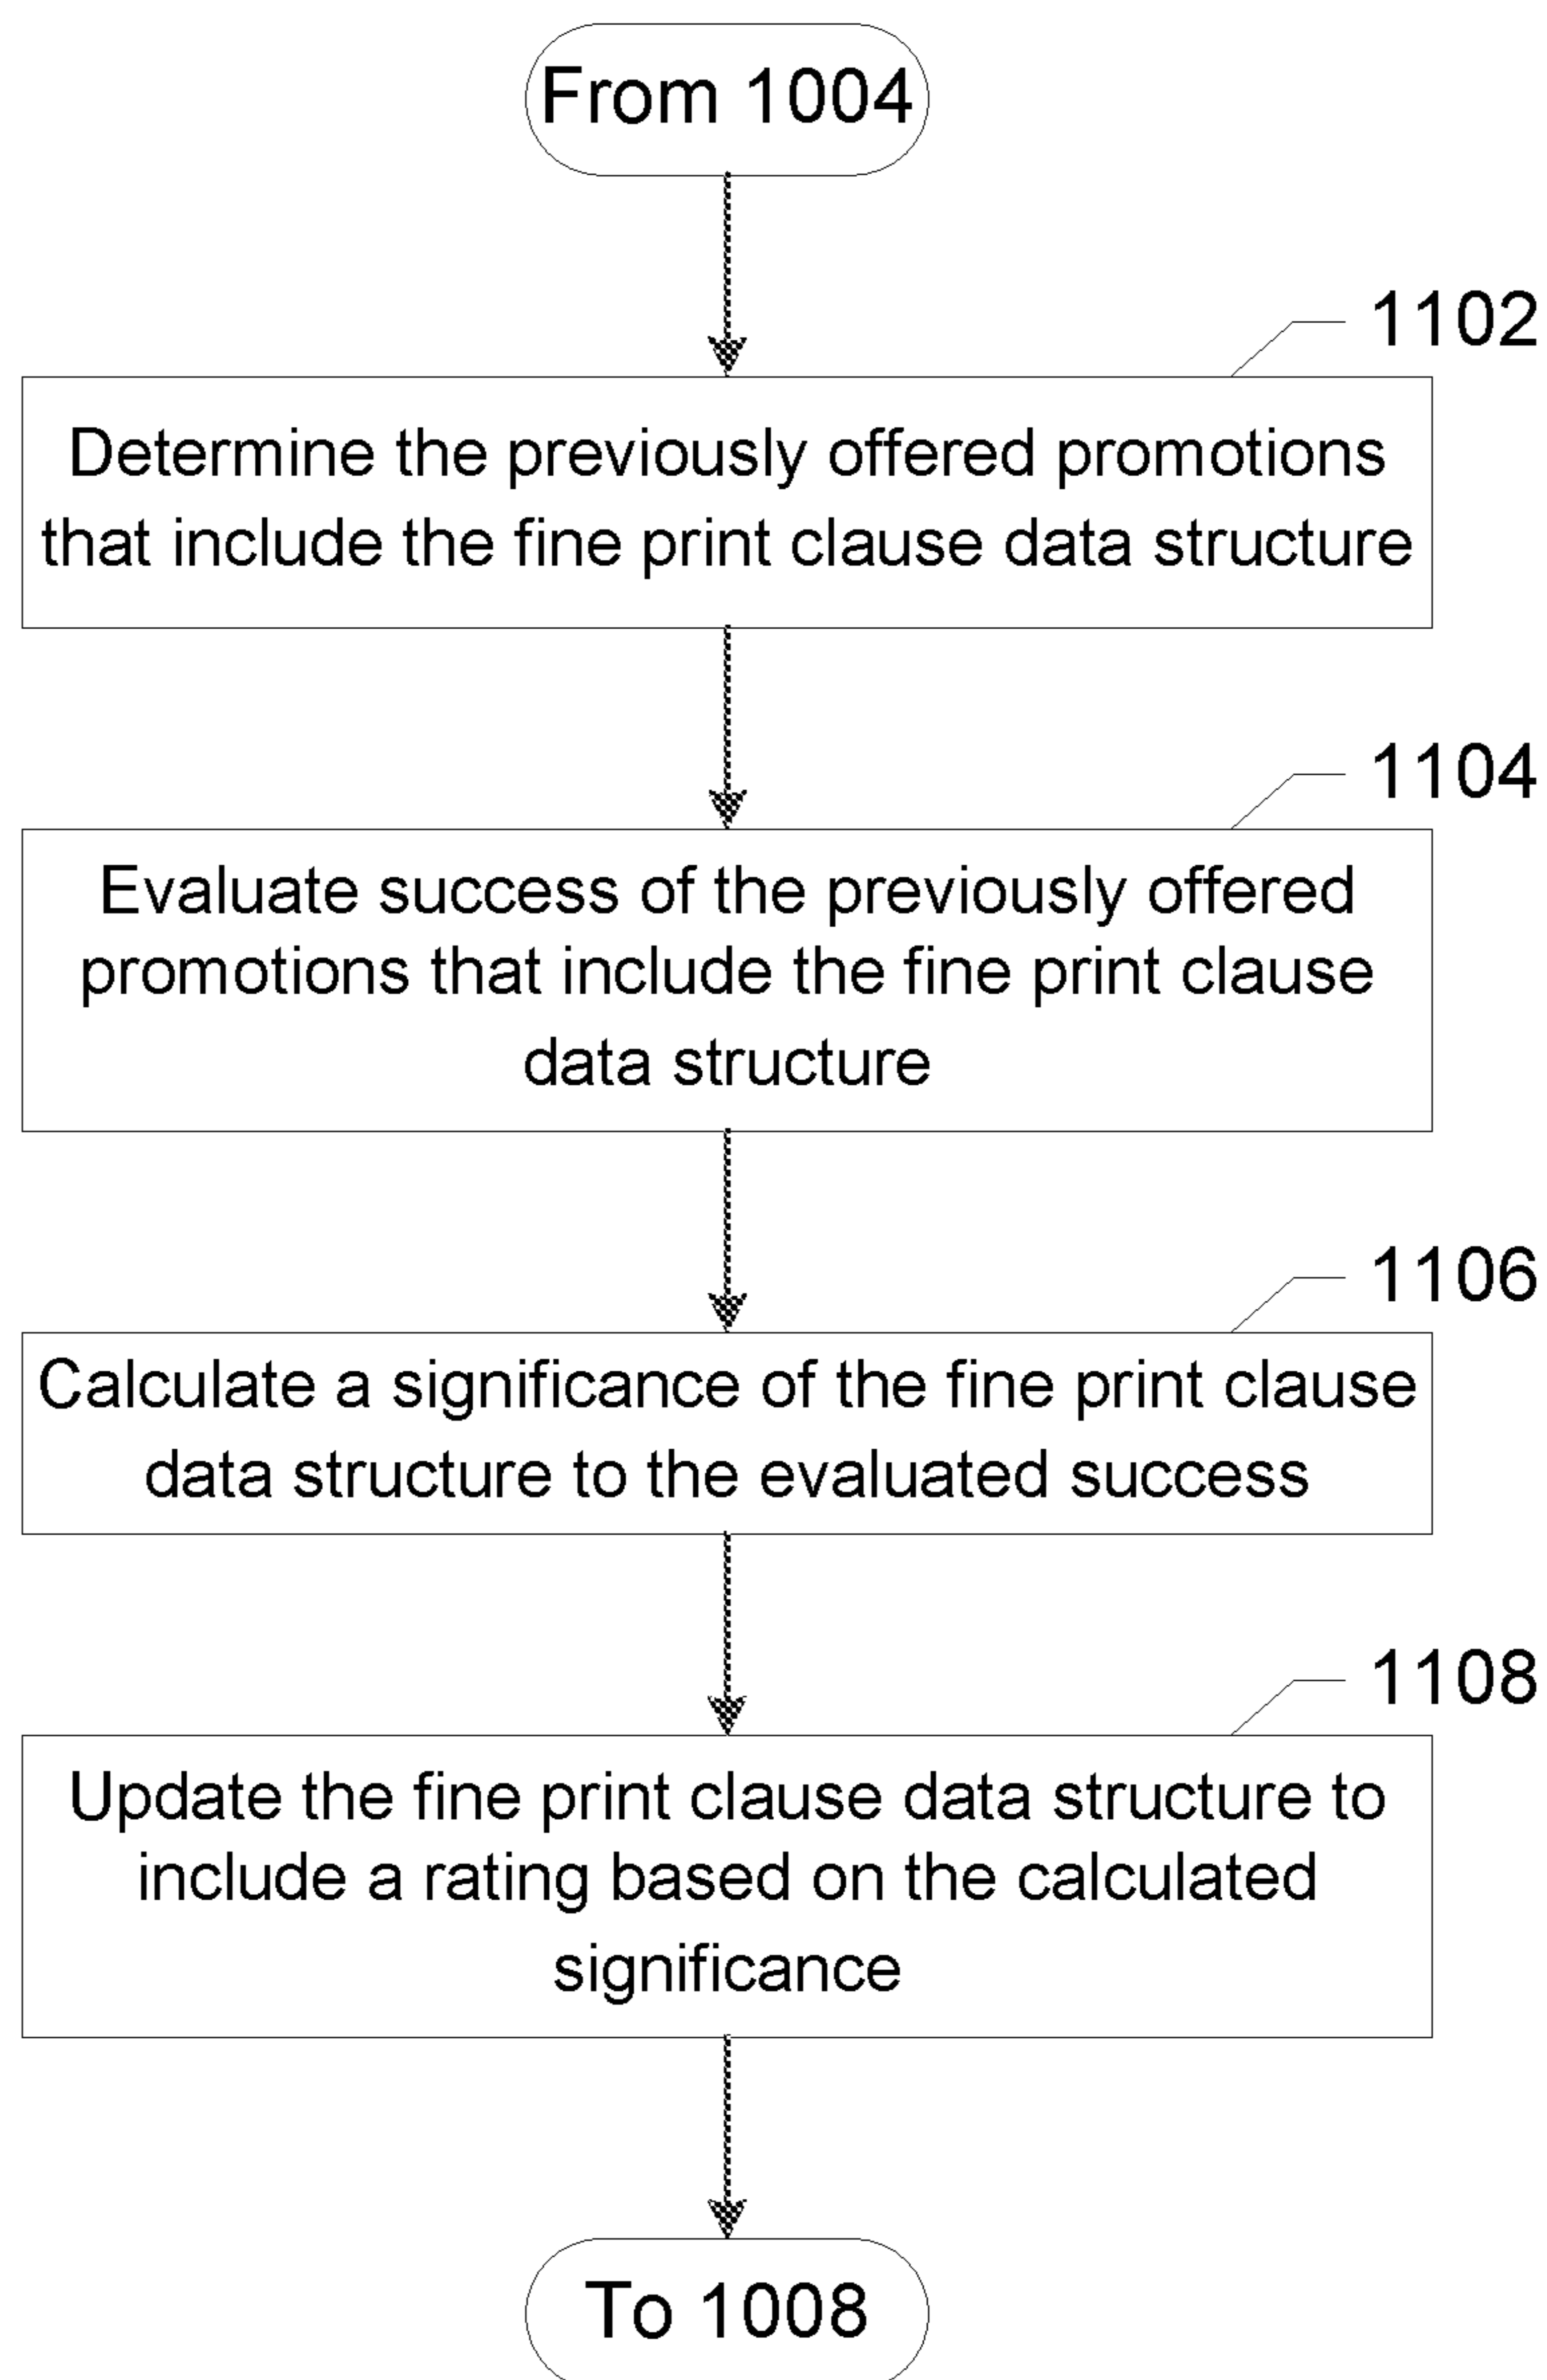 From 1004
1102
Determine the previously offered promotions
that include the fine print clause data structure
1104
Evaluate success of the previously offered
promotions that include the fine print clause
data structure
1106
Calculate a significance of the fine print clause
data structure to the evaluated success
1108
Update the fine print clause data structure to
include a rating based on the calculated
significance
To 1008